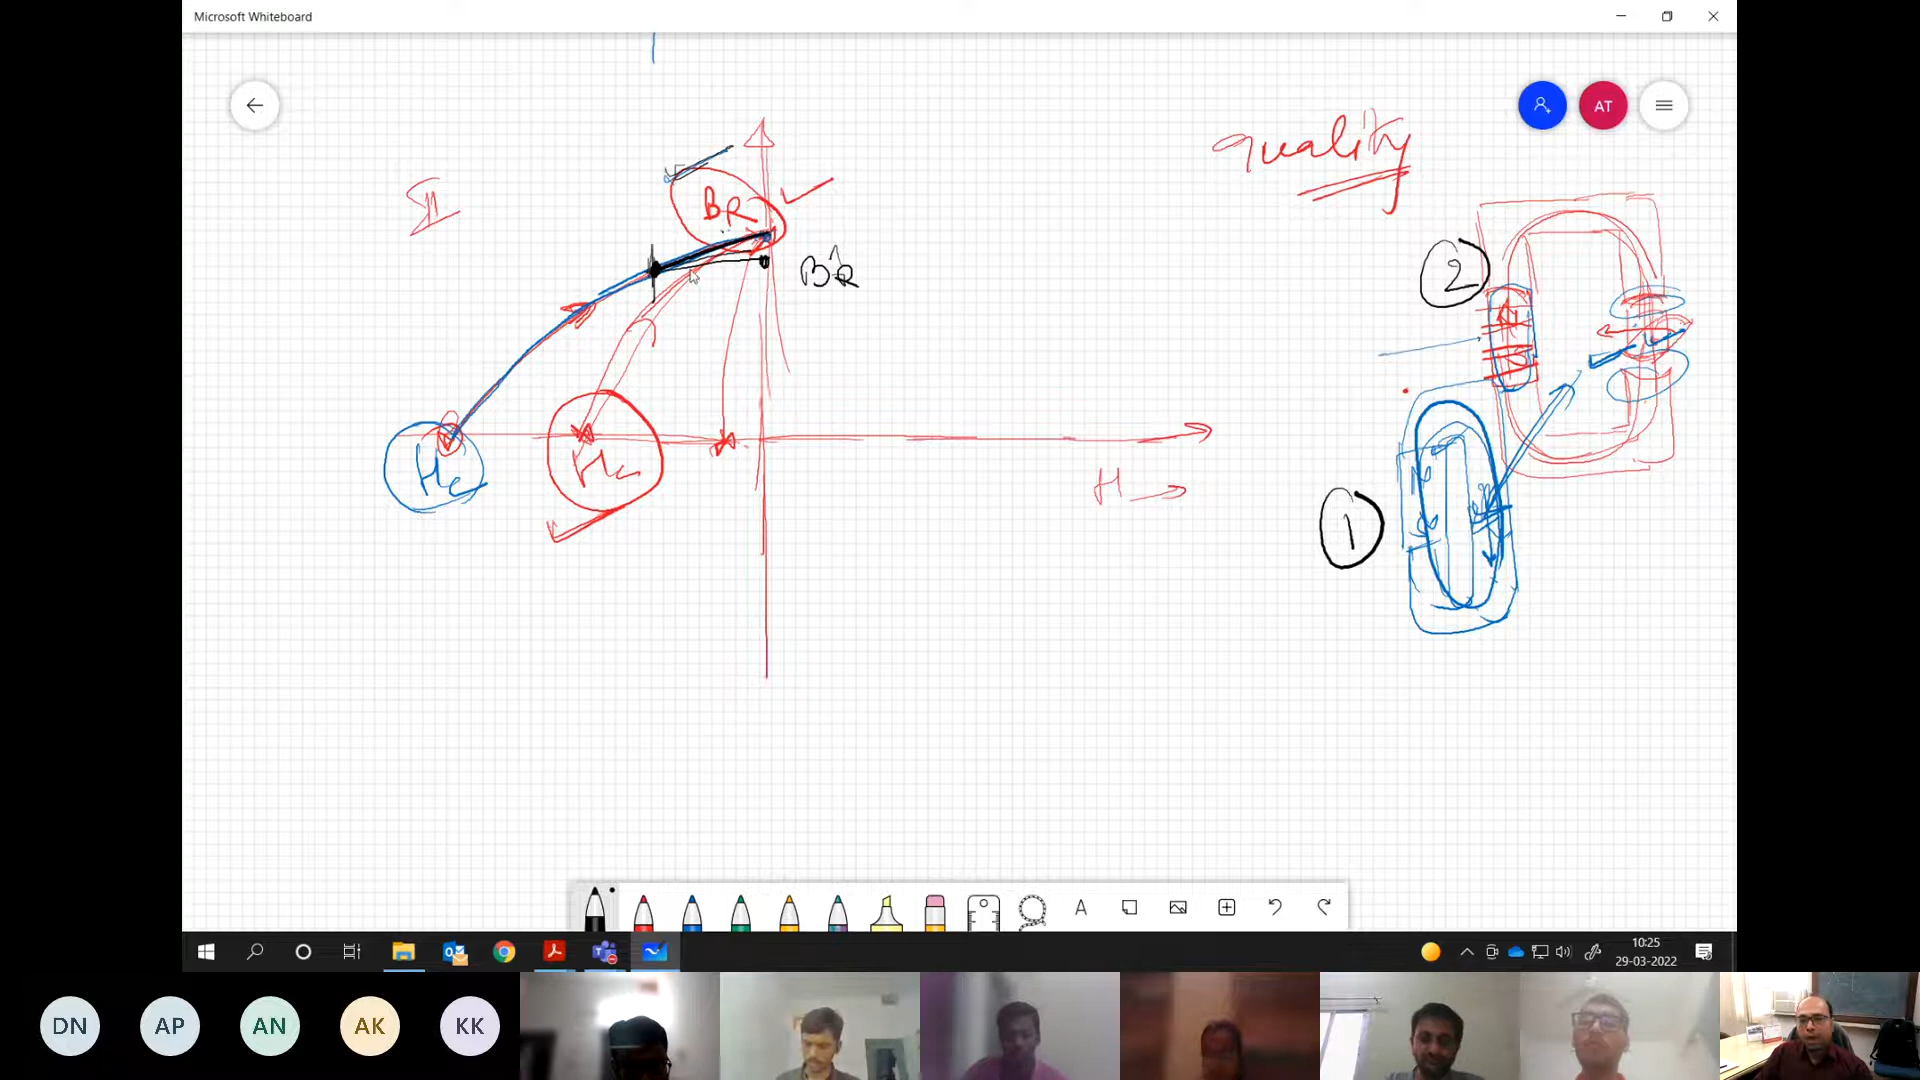 Microsoft Whiteboard
AT
quality
II
BR
BR
2
Hc
Hc
H
1
A
10:25
29-03-2022
DN
AP
AN
AK
KK